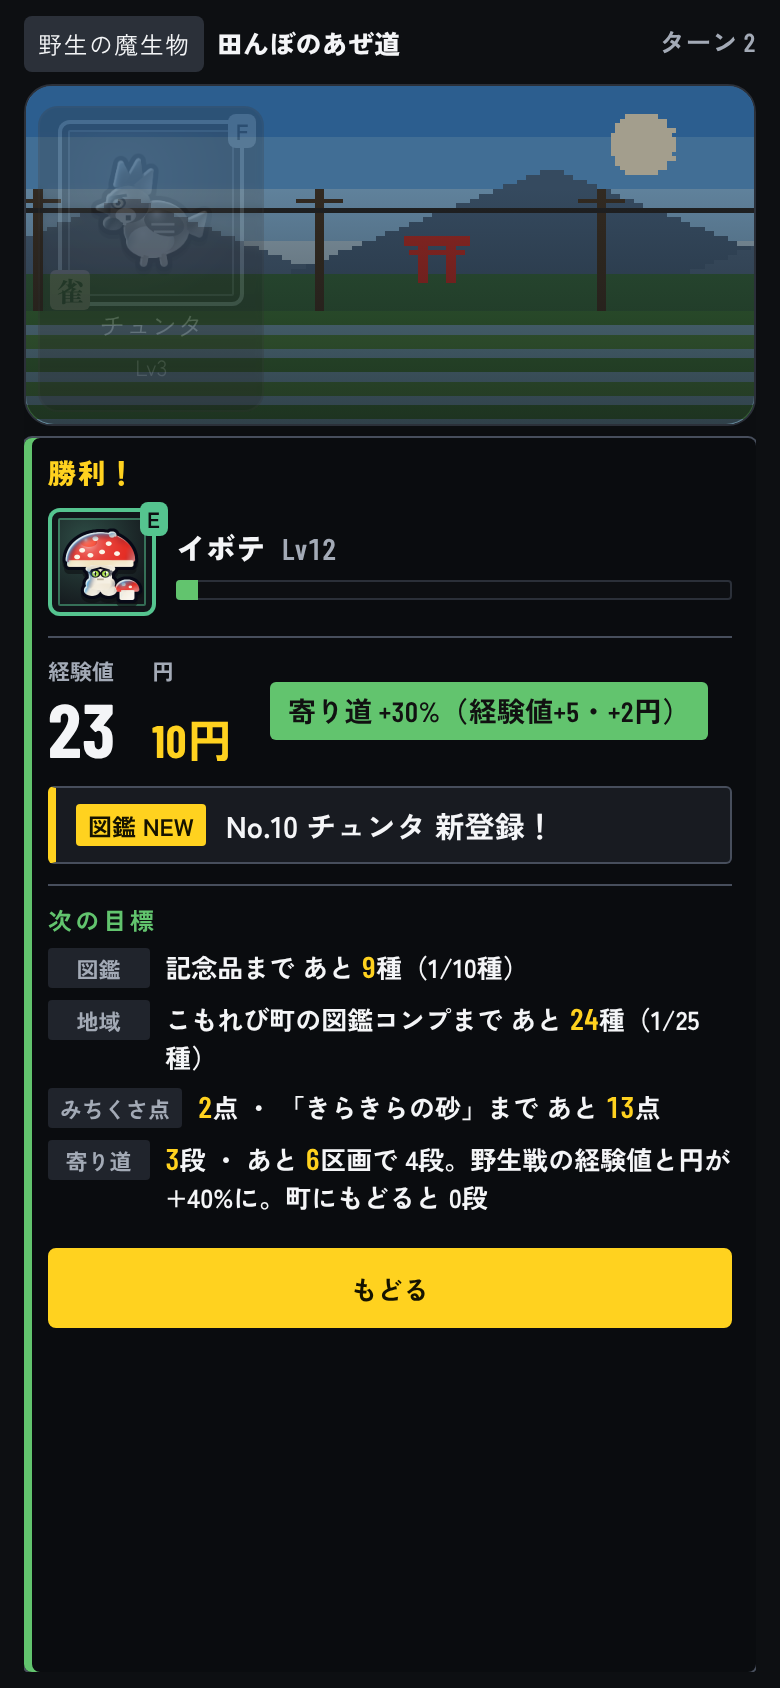 野生の魔生物 田んぼのあぜ道 ターン 2
F
雀
チュンタ
Lv3
勝利！
E
イボテ Lv12
経験値 円
23 10円 寄り道 +30%（経験値+5・+2円）
図鑑 NEW No.10 チュンタ 新登録！
次の目標
図鑑 記念品まで あと 9種（1/10種）
地域 こもれび町の図鑑コンプまで あと 24種（1/25
種）
みちくさ点 2点 ・ 「きらきらの砂」まで あと 13点
寄り道 3段 ・ あと 6区画で 4段。野生戦の経験値と円が
+40%に。町にもどると 0段
もどる